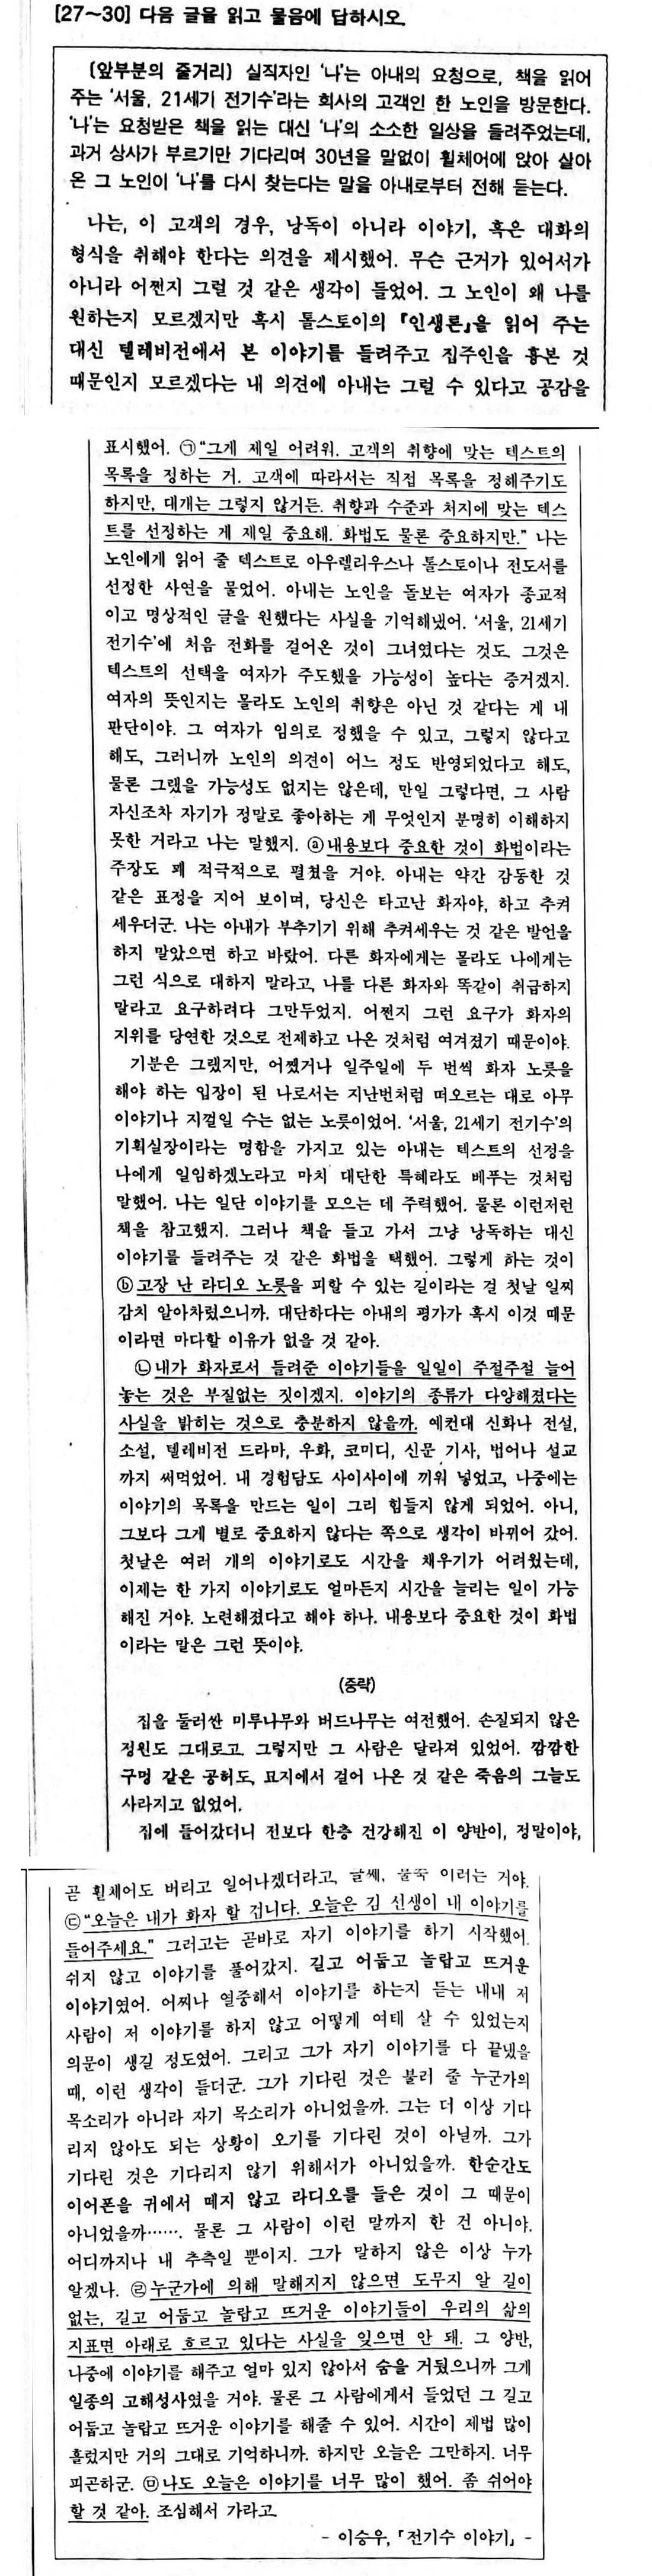 [27~30] 다음 글을 읽고 물음에 답하시오.
(앞부분의 줄거리) 실직자인 '나'는 아내의 요청으로, 책을 읽어
주는 '서울, 21세기 전기수'라는 회사의 고객인 한 노인을 방문한다.
'나'는 요청받은 책을 읽는 대신 '나'의 소소한 일상을 들려주었는데,
과거 상사가 부르기만 기다리며 30년을 말없이 휠체어에 앉아 살아
온 그 노인이 '나'를 다시 찾는다는 말을 아내로부터 전해 듣는다.
나는, 이 고객의 경우, 낭독이 아니라 이야기, 혹은 대화의
형식을 취해야 한다는 의견을 제시했어. 무슨 근거가 있어서가
아니라 어쩐지 그럴 것 같은 생각이 들었어. 그 노인이 왜 나를
원하는지 모르겠지만 혹시 톨스토이의 『인생론』을 읽어 주는
대신 텔레비전에서 본 이야기를 들려주고 집주인을 흉본 것
때문인지 모르겠다는 내 의견에 아내는 그럴 수 있다고 공감을
표시했어. ㉠"그게 제일 어려워. 고객의 취향에 맞는 텍스트의
목록을 정하는 거. 고객에 따라서는 직접 목록을 정해주기도
하지만, 대개는 그렇지 않거든. 취향과 수준과 처지에 맞는 텍스
트를 선정하는 게 제일 중요해. 화법도 물론 중요하지만." 나는
노인에게 읽어 줄 텍스트로 아우렐리우스나 톨스토이나 전도서를
선정한 사연을 물었어. 아내는 노인을 돌보는 여자가 종교적
이고 명상적인 글을 원했다는 사실을 기억해냈어. '서울, 21세기
전기수'에 처음 전화를 걸어온 것이 그녀였다는 것도. 그것은
텍스트의 선택을 여자가 주도했을 가능성이 높다는 증거겠지.
여자의 뜻인지는 몰라도 노인의 취향은 아닌 것 같다는 게 내
판단이야. 그 여자가 임의로 정했을 수 있고, 그렇지 않다고
해도, 그러니까 노인의 의견이 어느 정도 반영되었다고 해도,
물론 그랬을 가능성도 없지는 않은데, 만일 그렇다면, 그 사람
자신조차 자기가 정말로 좋아하는 게 무엇인지 분명히 이해하지
못한 거라고 나는 말했지. ⓐ내용보다 중요한 것이 화법이라는
주장도 꽤 적극적으로 펼쳤을 거야. 아내는 약간 감동한 것
같은 표정을 지어 보이며, 당신은 타고난 화자야, 하고 추켜
세우더군. 나는 아내가 부추기기 위해 추켜세우는 것 같은 발언을
하지 말았으면 하고 바랐어. 다른 화자에게는 몰라도 나에게는
그런 식으로 대하지 말라고, 나를 다른 화자와 똑같이 취급하지
말라고 요구하려다 그만두었지. 어쩐지 그런 요구가 화자의
지위를 당연한 것으로 전제하고 나온 것처럼 여겨졌기 때문이야.
기분은 그랬지만, 어쨌거나 일주일에 두 번씩 화자 노릇을
해야 하는 입장이 된 나로서는 지난번처럼 떠오르는 대로 아무
이야기나 지껄일 수는 없는 노릇이었어. '서울, 21세기 전기수'의
기획실장이라는 명함을 가지고 있는 아내는 텍스트의 선정을
나에게 일임하겠노라고 마치 대단한 특혜라도 베푸는 것처럼
말했어. 나는 일단 이야기를 모으는 데 주력했어. 물론 이런저런
책을 참고했지. 그러나 책을 들고 가서 그냥 낭독하는 대신
이야기를 들려주는 것 같은 화법을 택했어. 그렇게 하는 것이
ⓑ고장 난 라디오 노릇을 피할 수 있는 길이라는 걸 첫날 일찌
감치 알아차렸으니까. 대단하다는 아내의 평가가 혹시 이것 때문
이라면 마다할 이유가 없을 것 같아.
㉡내가 화자로서 들려준 이야기들을 일일이 주절주절 늘어
놓는 것은 부질없는 짓이겠지. 이야기의 종류가 다양해졌다는
사실을 밝히는 것으로 충분하지 않을까. 예컨대 신화나 전설,
소설, 텔레비전 드라마, 우화, 코미디, 신문 기사, 법어나 설교
까지 써먹었어. 내 경험담도 사이사이에 끼워 넣었고, 나중에는
이야기의 목록을 만드는 일이 그리 힘들지 않게 되었어. 아니,
그보다 그게 별로 중요하지 않다는 쪽으로 생각이 바뀌어 갔어.
첫날은 여러 개의 이야기로도 시간을 채우기가 어려웠는데,
이제는 한 가지 이야기로도 얼마든지 시간을 늘리는 일이 가능
해진 거야. 노련해졌다고 해야 하나. 내용보다 중요한 것이 화법
이라는 말은 그런 뜻이야.
(중략)
집을 둘러싼 미루나무와 버드나무는 여전했어. 손질되지 않은
정원도 그대로고. 그렇지만 그 사람은 달라져 있었어. 깜깜한
구멍 같은 공허도, 묘지에서 걸어 나온 것 같은 죽음의 그늘도
사라지고 없었어.
집에 들어갔더니 전보다 한층 건강해진 이 양반이, 정말이야,
곧 휠체어도 버리고 일어나겠더라고, 글쎄, 불쑥 이러는 거야.
㉢"오늘은 내가 화자 할 겁니다. 오늘은 김 선생이 내 이야기를
들어주세요." 그러고는 곧바로 자기 이야기를 하기 시작했어.
쉬지 않고 이야기를 풀어갔지. 길고 어둡고 놀랍고 뜨거운
이야기였어. 어찌나 열중해서 이야기를 하는지 듣는 내내 저
사람이 저 이야기를 하지 않고 어떻게 여태 살 수 있었는지
의문이 생길 정도였어. 그리고 그가 자기 이야기를 다 끝냈을
때, 이런 생각이 들더군. 그가 기다린 것은 불러 줄 누군가의
목소리가 아니라 자기 목소리가 아니었을까. 그는 더 이상 기다
리지 않아도 되는 상황이 오기를 기다린 것이 아닐까. 그가
기다린 것은 기다리지 않기 위해서가 아니었을까. 한순간도
이어폰을 귀에서 떼지 않고 라디오를 들은 것이 그 때문이
아니었을까……. 물론 그 사람이 이런 말까지 한 건 아니야.
어디까지나 내 추측일 뿐이지. 그가 말하지 않은 이상 누가
알겠나. ㉣누군가에 의해 말해지지 않으면 도무지 알 길이
없는, 길고 어둡고 놀랍고 뜨거운 이야기들이 우리의 삶의
지표면 아래로 흐르고 있다는 사실을 잊으면 안 돼. 그 양반,
나중에 이야기를 해주고 얼마 있지 않아서 숨을 거뒀으니까 그게
일종의 고해성사였을 거야. 물론 그 사람에게서 들었던 그 길고
어둡고 놀랍고 뜨거운 이야기를 해줄 수 있어. 시간이 제법 많이
흘렀지만 거의 그대로 기억하니까. 하지만 오늘은 그만하지. 너무
피곤하군. ㉤나도 오늘은 이야기를 너무 많이 했어. 좀 쉬어야
할 것 같아. 조심해서 가라고.
- 이승우, 「전기수 이야기」 -